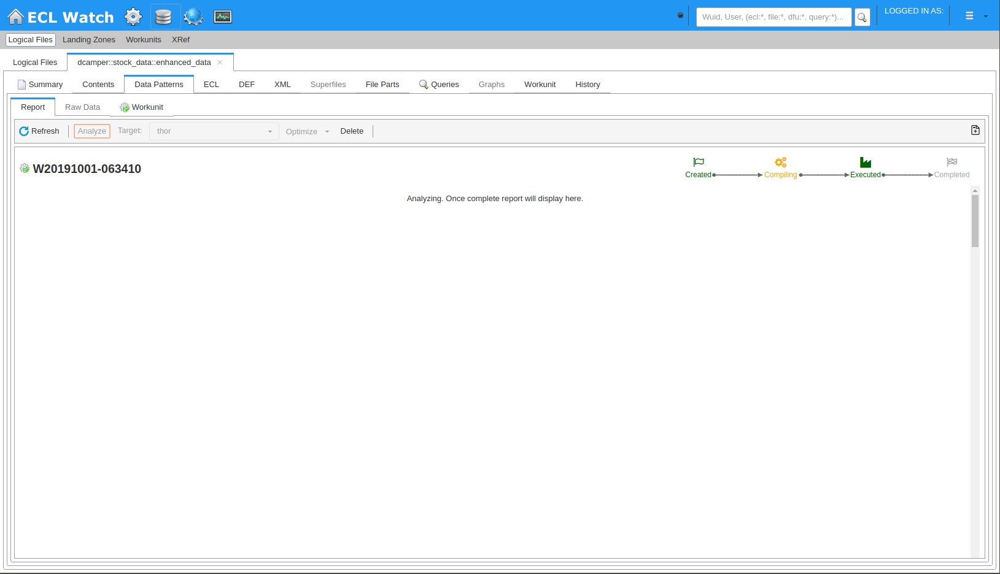 ECL Watch
Wuid, User, (ecl:*, file:*, dfu:*, query:*)...
LOGGED IN AS:
Logical Files Landing Zones Workunits XRef
Logical Files dcamper::stock_data::enhanced_data
Summary Contents Data Patterns ECL DEF XML Superfiles File Parts Queries Graphs Workunit History
Report Raw Data Workunit
Refresh Analyze Target: thor Optimize Delete
W20191001-063410
Created Compiling Executed Completed
Analyzing. Once complete report will display here.